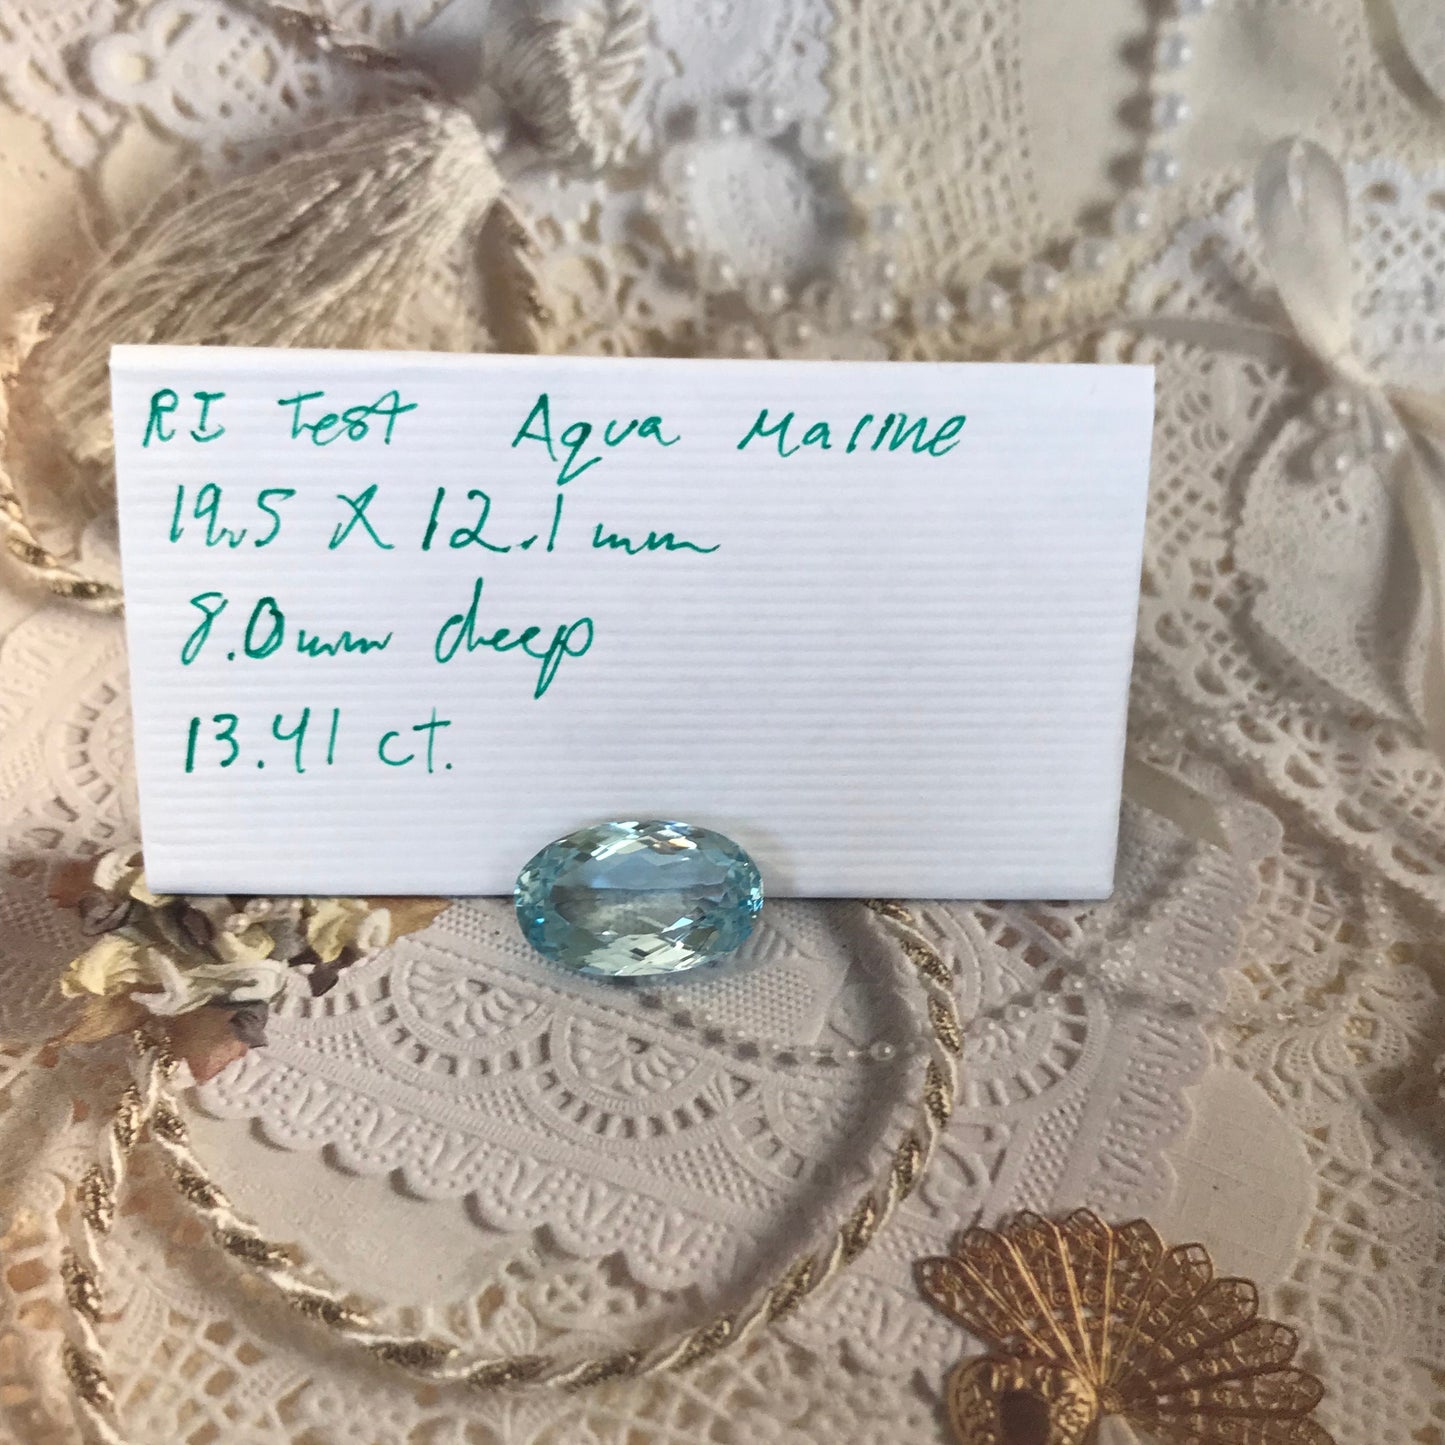 RI Test Aqua Marine
19.5 X 12.1 mm
8.0mm deep
13.41 ct.